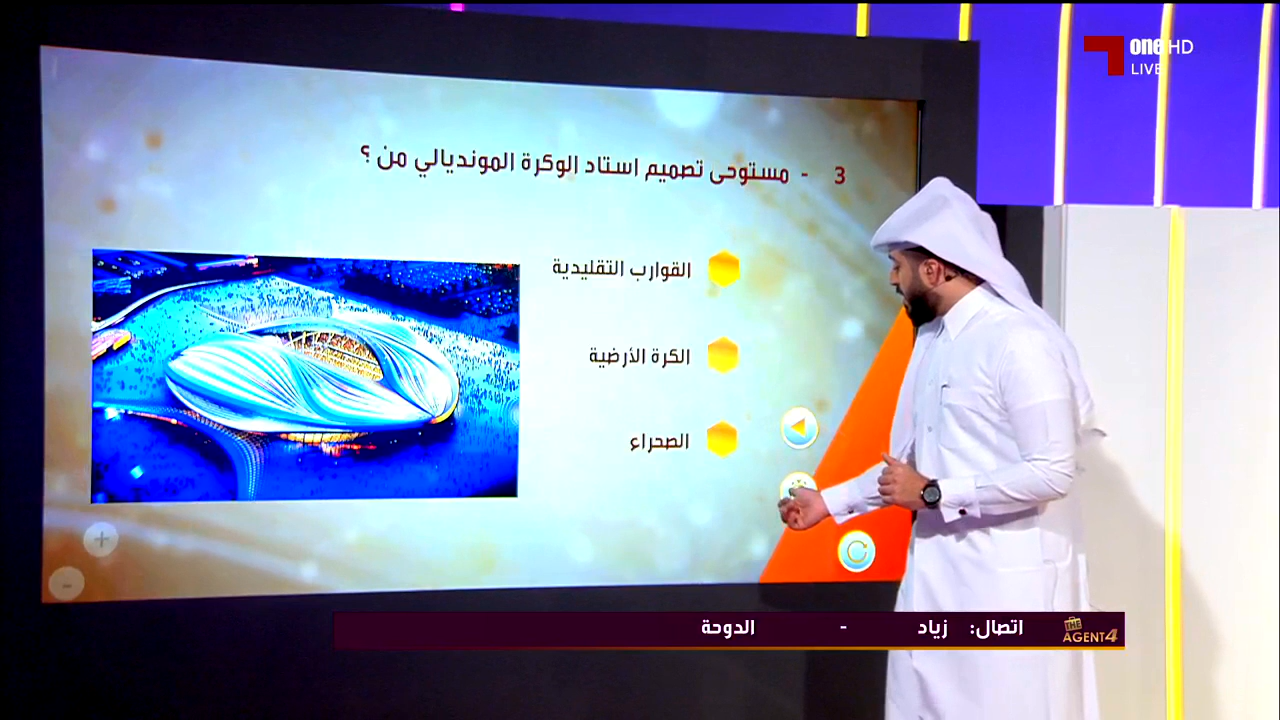 one HD
LIVE
3 - مستوحى تصميم استاد الوكرة المونديالي من ؟
القوارب التقليدية
الكرة الأرضية
الصحراء
اتصال: زياد - الدوحة
THE
AGENT4